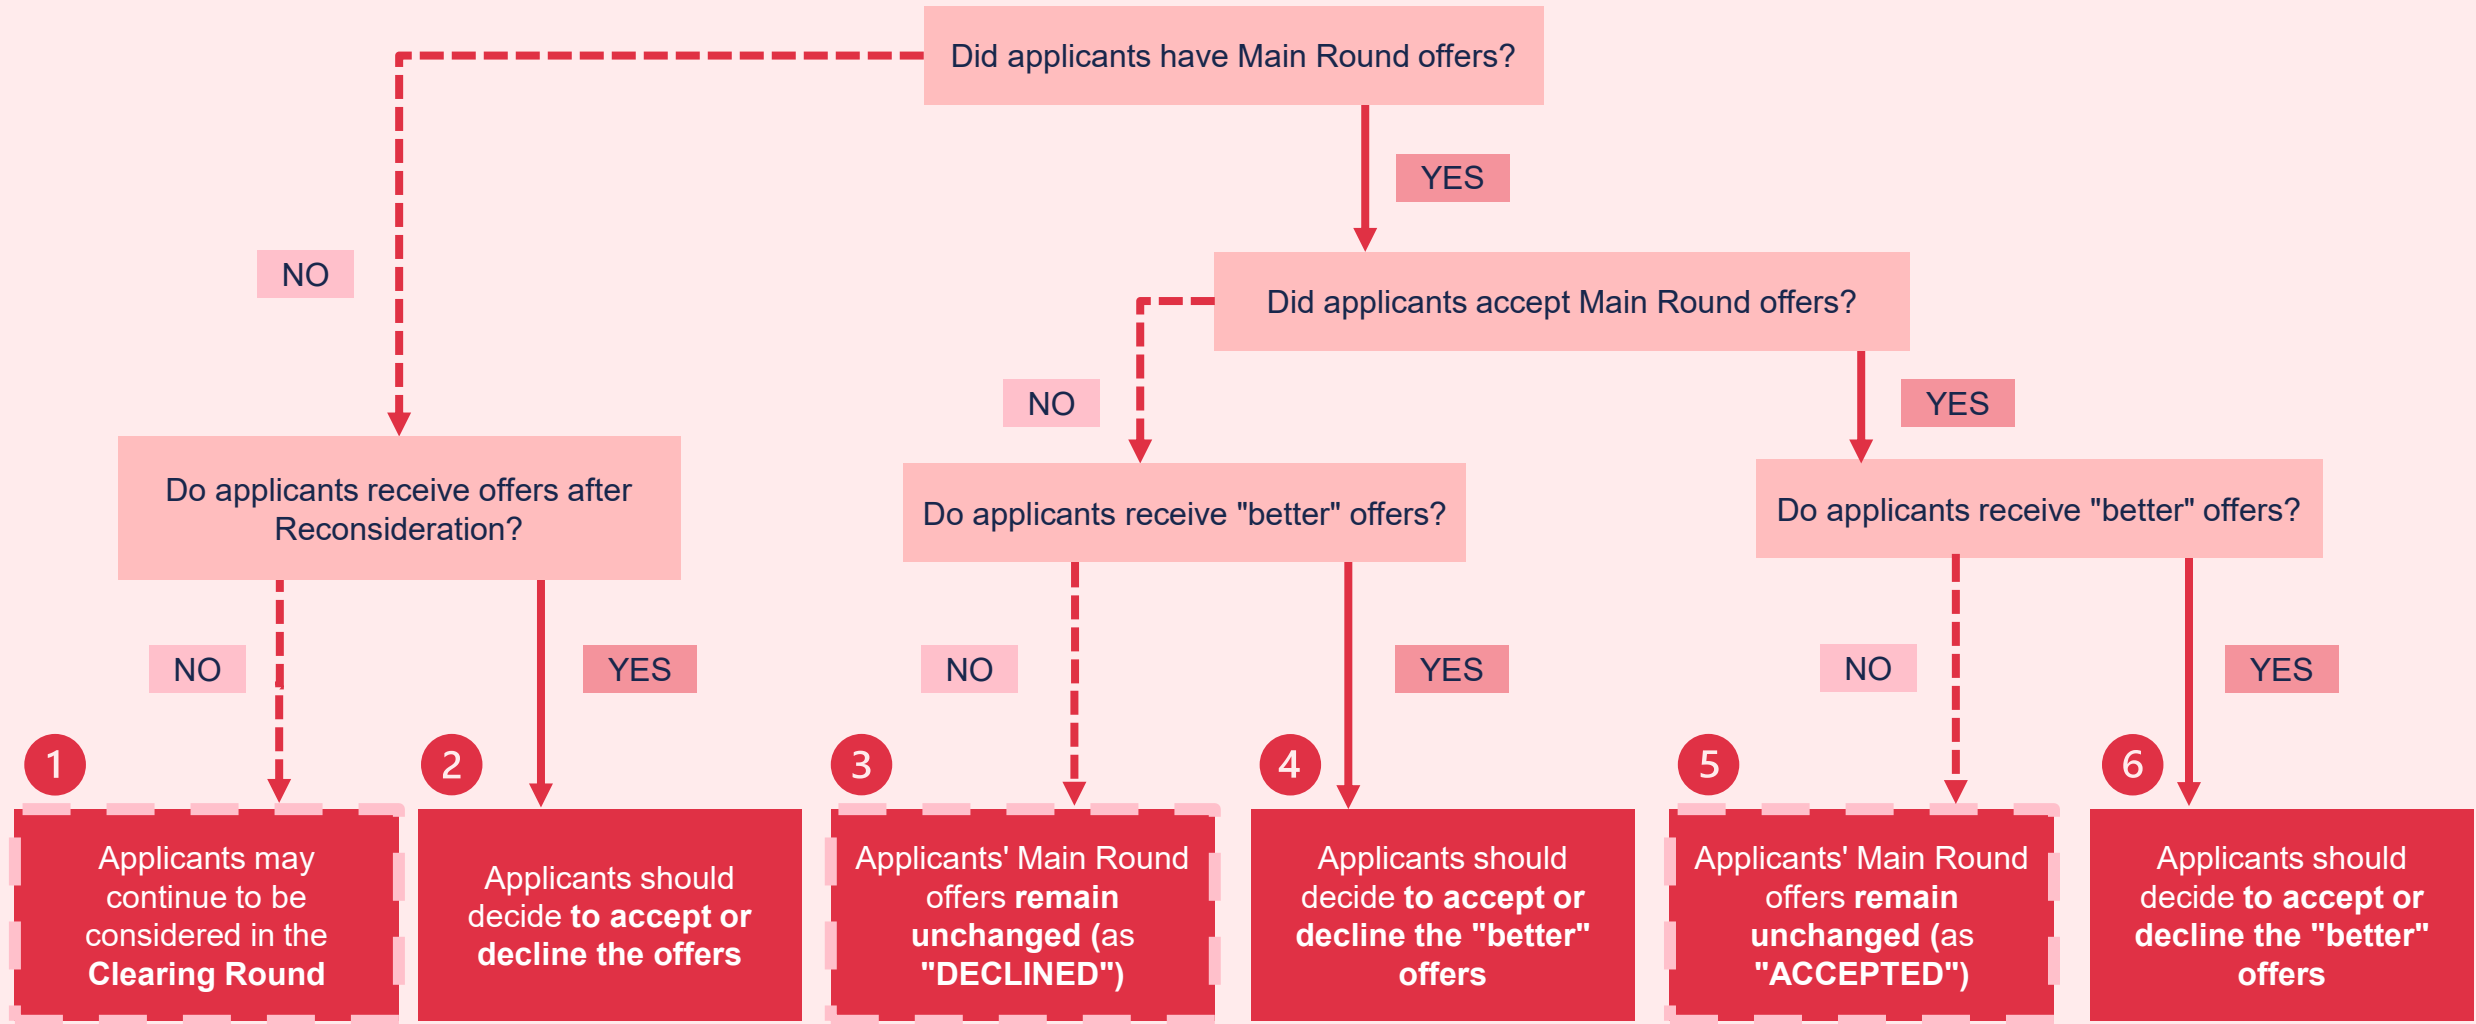 Did applicants have Main Round offers?
YES
NO
Did applicants accept Main Round offers?
NO
YES
Do applicants receive offers after
Reconsideration?
Do applicants receive "better" offers?
Do applicants receive "better" offers?
NO
YES
NO
YES
NO
YES
1
Applicants may
continue to be
considered in the
Clearing Round
2
Applicants should
decide to accept or
decline the offers
3
Applicants' Main Round
offers remain
unchanged (as
"DECLINED")
4
Applicants should
decide to accept or
decline the "better"
offers
5
Applicants' Main Round
offers remain
unchanged (as
"ACCEPTED")
6
Applicants should
decide to accept or
decline the "better"
offers